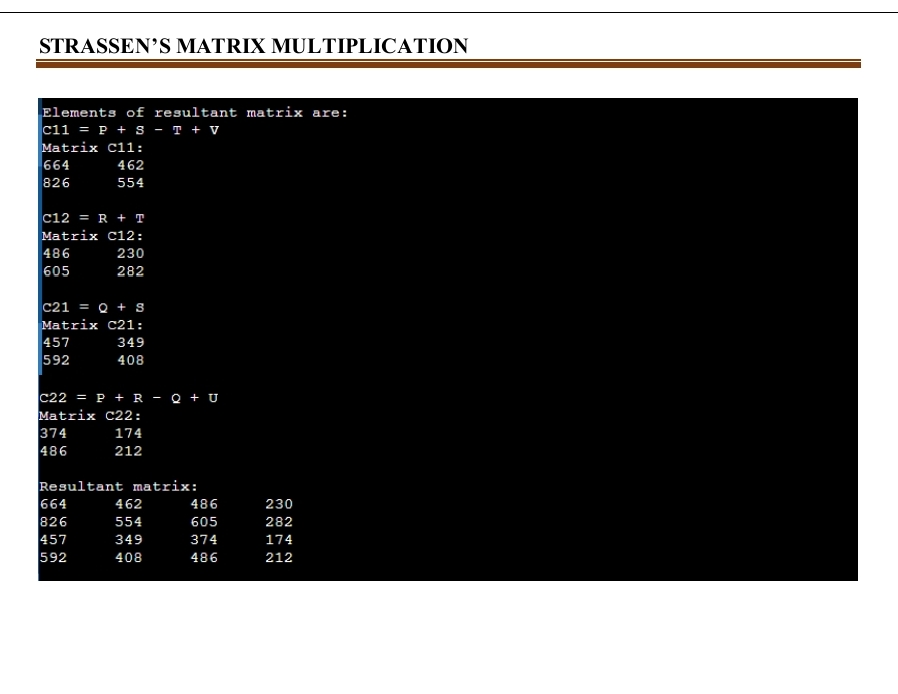 STRASSEN’S MATRIX MULTIPLICATION
Elements of resultant matrix are:
C11 = P + S - T + V
Matrix C11:
664 462
826 554
C12 = R + T
Matrix C12:
486 230
605 282
C21 = Q + S
Matrix C21:
457 349
592 408
C22 = P + R - Q + U
Matrix C22:
374 174
486 212
Resultant matrix:
664 462 486 230
826 554 605 282
457 349 374 174
592 408 486 212